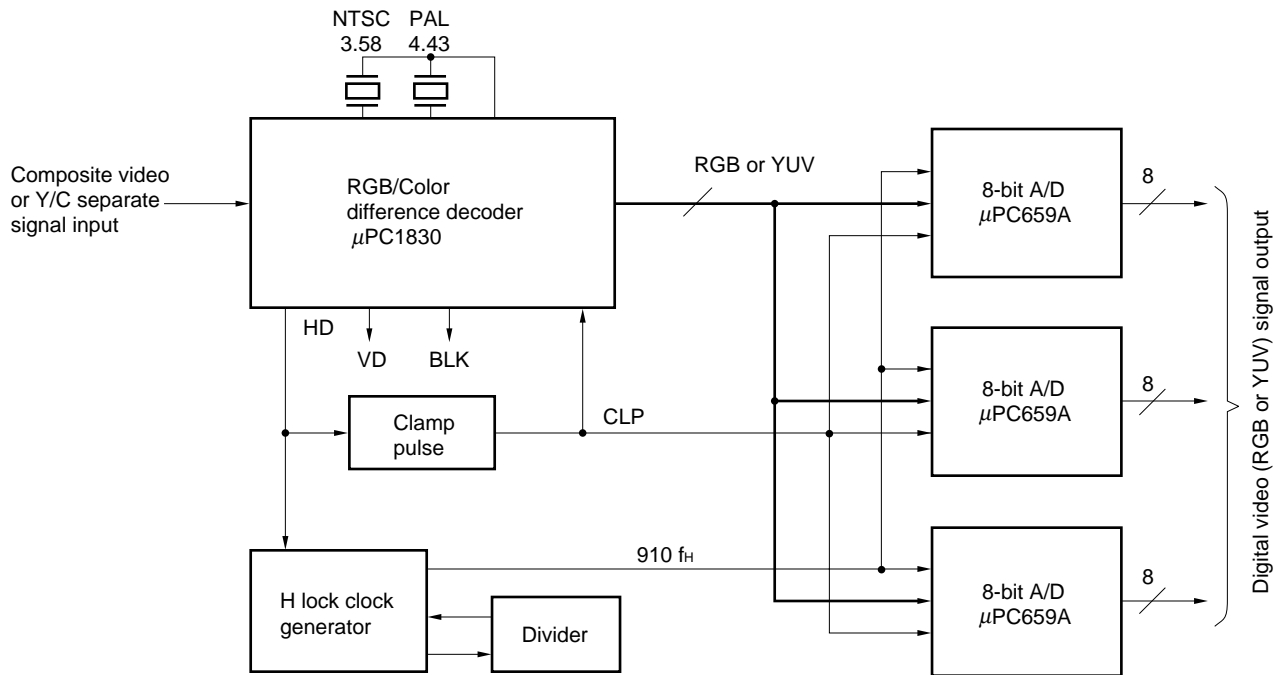 NTSC PAL
3.58 4.43
Composite video
or Y/C separate
signal input
RGB/Color
difference decoder
μPC1830
RGB or YUV
8-bit A/D
μPC659A
8
HD
VD
BLK
Clamp
pulse
CLP
8-bit A/D
μPC659A
8
H lock clock
generator
Divider
910 fH
8-bit A/D
μPC659A
8
Digital video (RGB or YUV) signal output